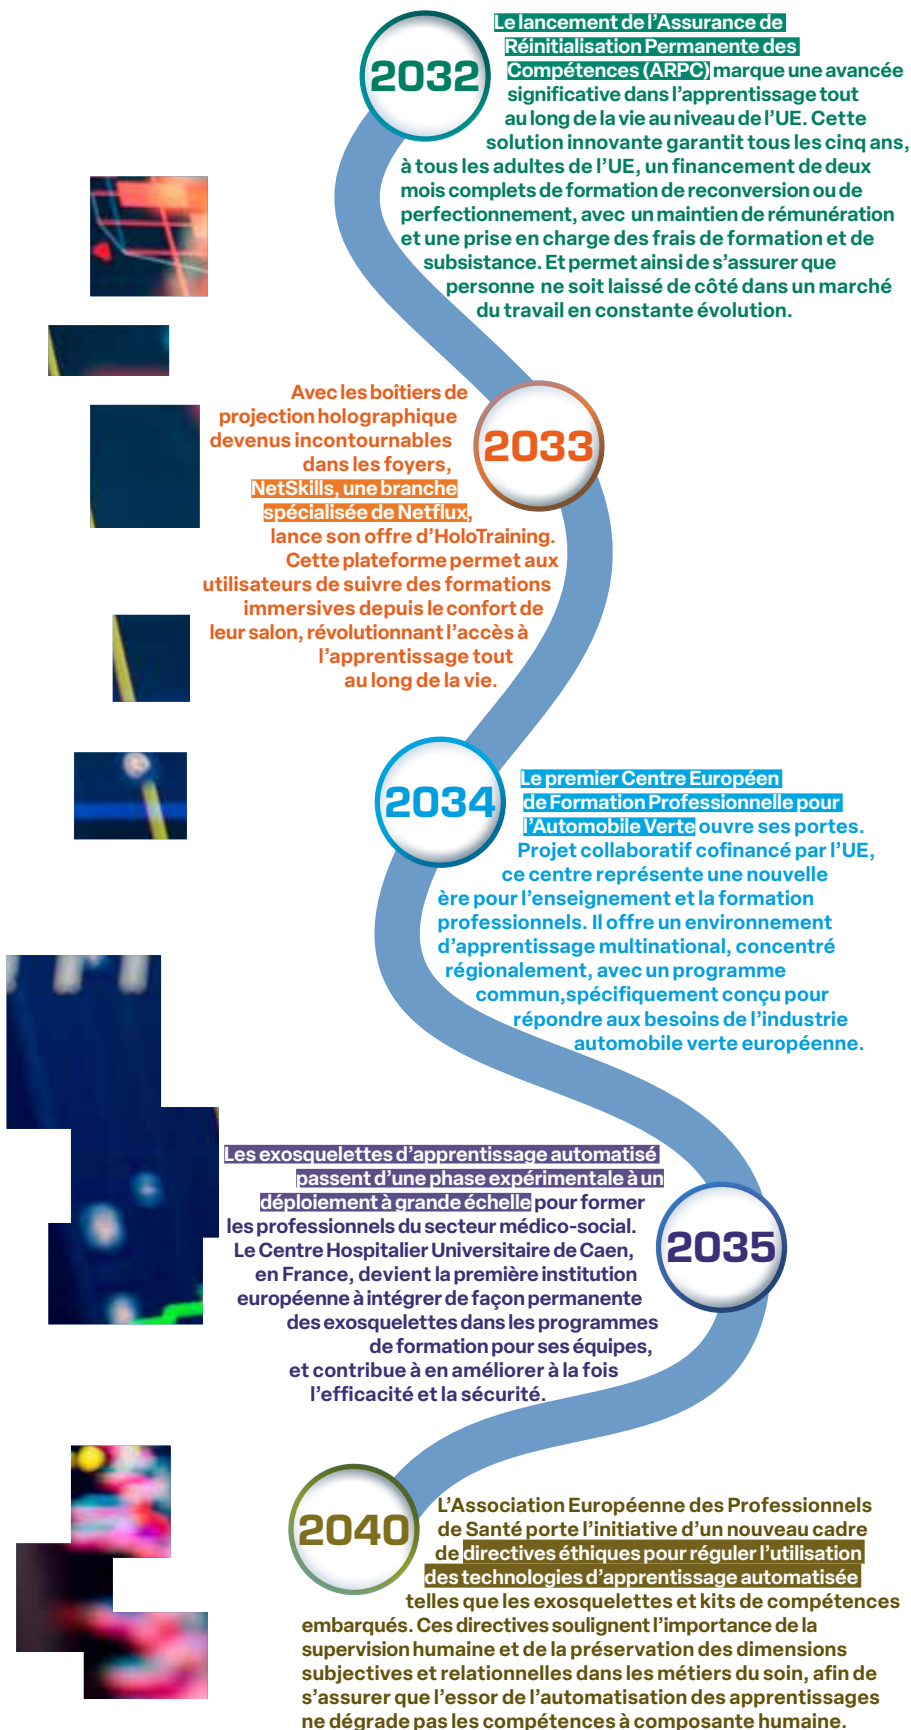 2032
Le lancement de l’Assurance de
Réinitialisation Permanente des
Compétences (ARPC) marque une avancée
significative dans l’apprentissage tout
au long de la vie au niveau de l’UE. Cette
solution innovante garantit tous les cinq ans,
à tous les adultes de l’UE, un financement de deux
mois complets de formation de reconversion ou de
perfectionnement, avec un maintien de rémunération
et une prise en charge des frais de formation et de
subsistance. Et permet ainsi de s’assurer que
personne ne soit laissé de côté dans un marché
du travail en constante évolution.
2033
Avec les boîtiers de
projection holographique
devenus incontournables
dans les foyers,
NetSkills, une branche
spécialisée de Netflux,
lance son offre d’HoloTraining.
Cette plateforme permet aux
utilisateurs de suivre des formations
immersives depuis le confort de
leur salon, révolutionnant l’accès à
l’apprentissage tout
au long de la vie.
2034
Le premier Centre Européen
de Formation Professionnelle pour
l’Automobile Verte ouvre ses portes.
Projet collaboratif cofinancé par l’UE,
ce centre représente une nouvelle
ère pour l’enseignement et la formation
professionnels. Il offre un environnement
d’apprentissage multinational, concentré
régionalement, avec un programme
commun,spécifiquement conçu pour
répondre aux besoins de l’industrie
automobile verte européenne.
2035
Les exosquelettes d’apprentissage automatisé
passent d’une phase expérimentale à un
déploiement à grande échelle pour former
les professionnels du secteur médico-social.
Le Centre Hospitalier Universitaire de Caen,
en France, devient la première institution
européenne à intégrer de façon permanente
des exosquelettes dans les programmes
de formation pour ses équipes,
et contribue à en améliorer à la fois
l’efficacité et la sécurité.
2040
L’Association Européenne des Professionnels
de Santé porte l’initiative d’un nouveau cadre
de directives éthiques pour réguler l’utilisation
des technologies d’apprentissage automatisée
telles que les exosquelettes et kits de compétences
embarqués. Ces directives soulignent l’importance de la
supervision humaine et de la préservation des dimensions
subjectives et relationnelles dans les métiers du soin, afin de
s’assurer que l’essor de l’automatisation des apprentissages
ne dégrade pas les compétences à composante humaine.